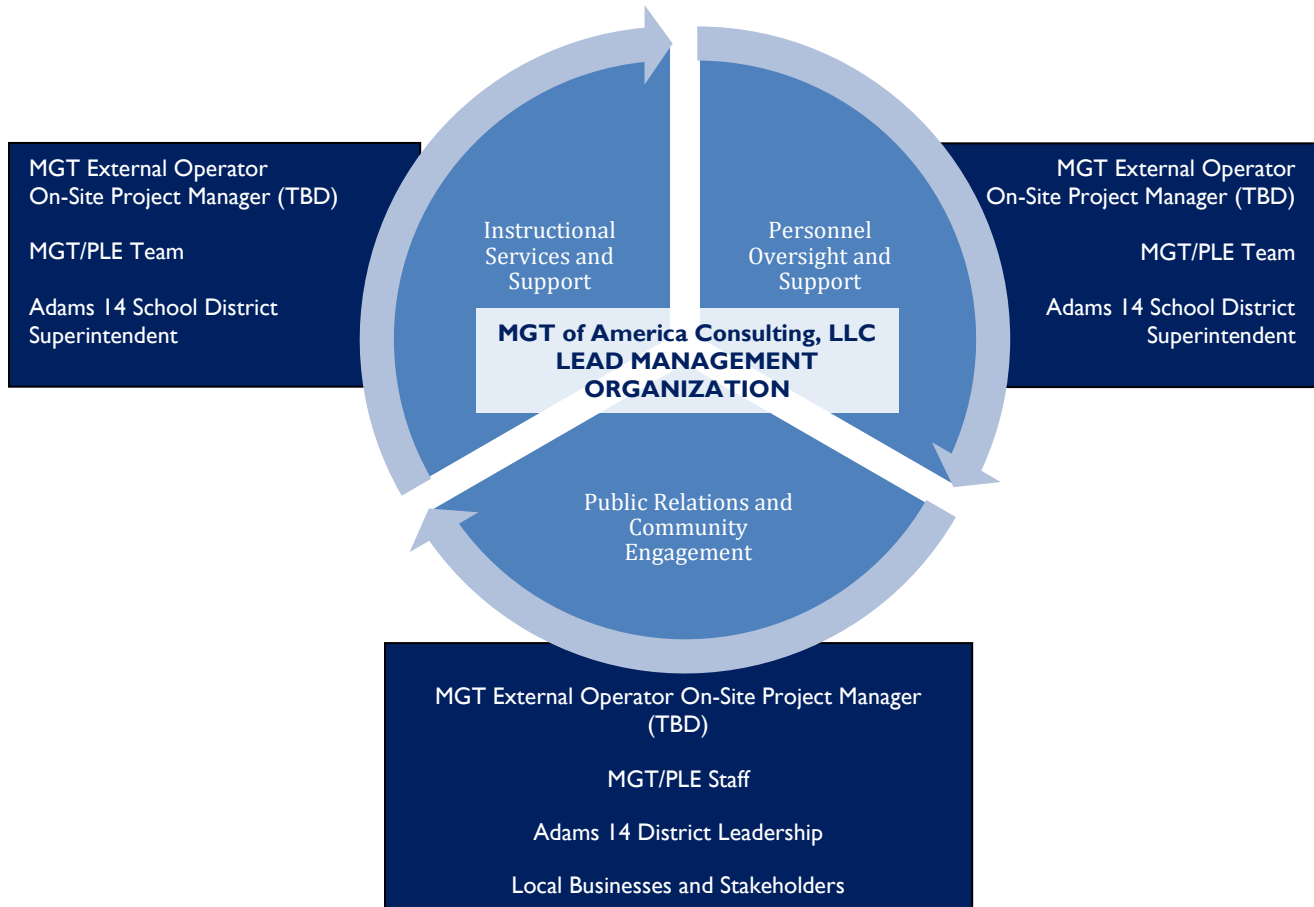 MGT External Operator
On-Site Project Manager (TBD)
MGT/PLE Team
Adams 14 School District
Superintendent
Instructional
Services and
Support
Personnel
Oversight and
Support
MGT External Operator
On-Site Project Manager (TBD)
MGT/PLE Team
Adams 14 School District
Superintendent
MGT of America Consulting, LLC
LEAD MANAGEMENT
ORGANIZATION
Public Relations and
Community
Engagement
MGT External Operator On-Site Project Manager
(TBD)
MGT/PLE Staff
Adams 14 District Leadership
Local Businesses and Stakeholders